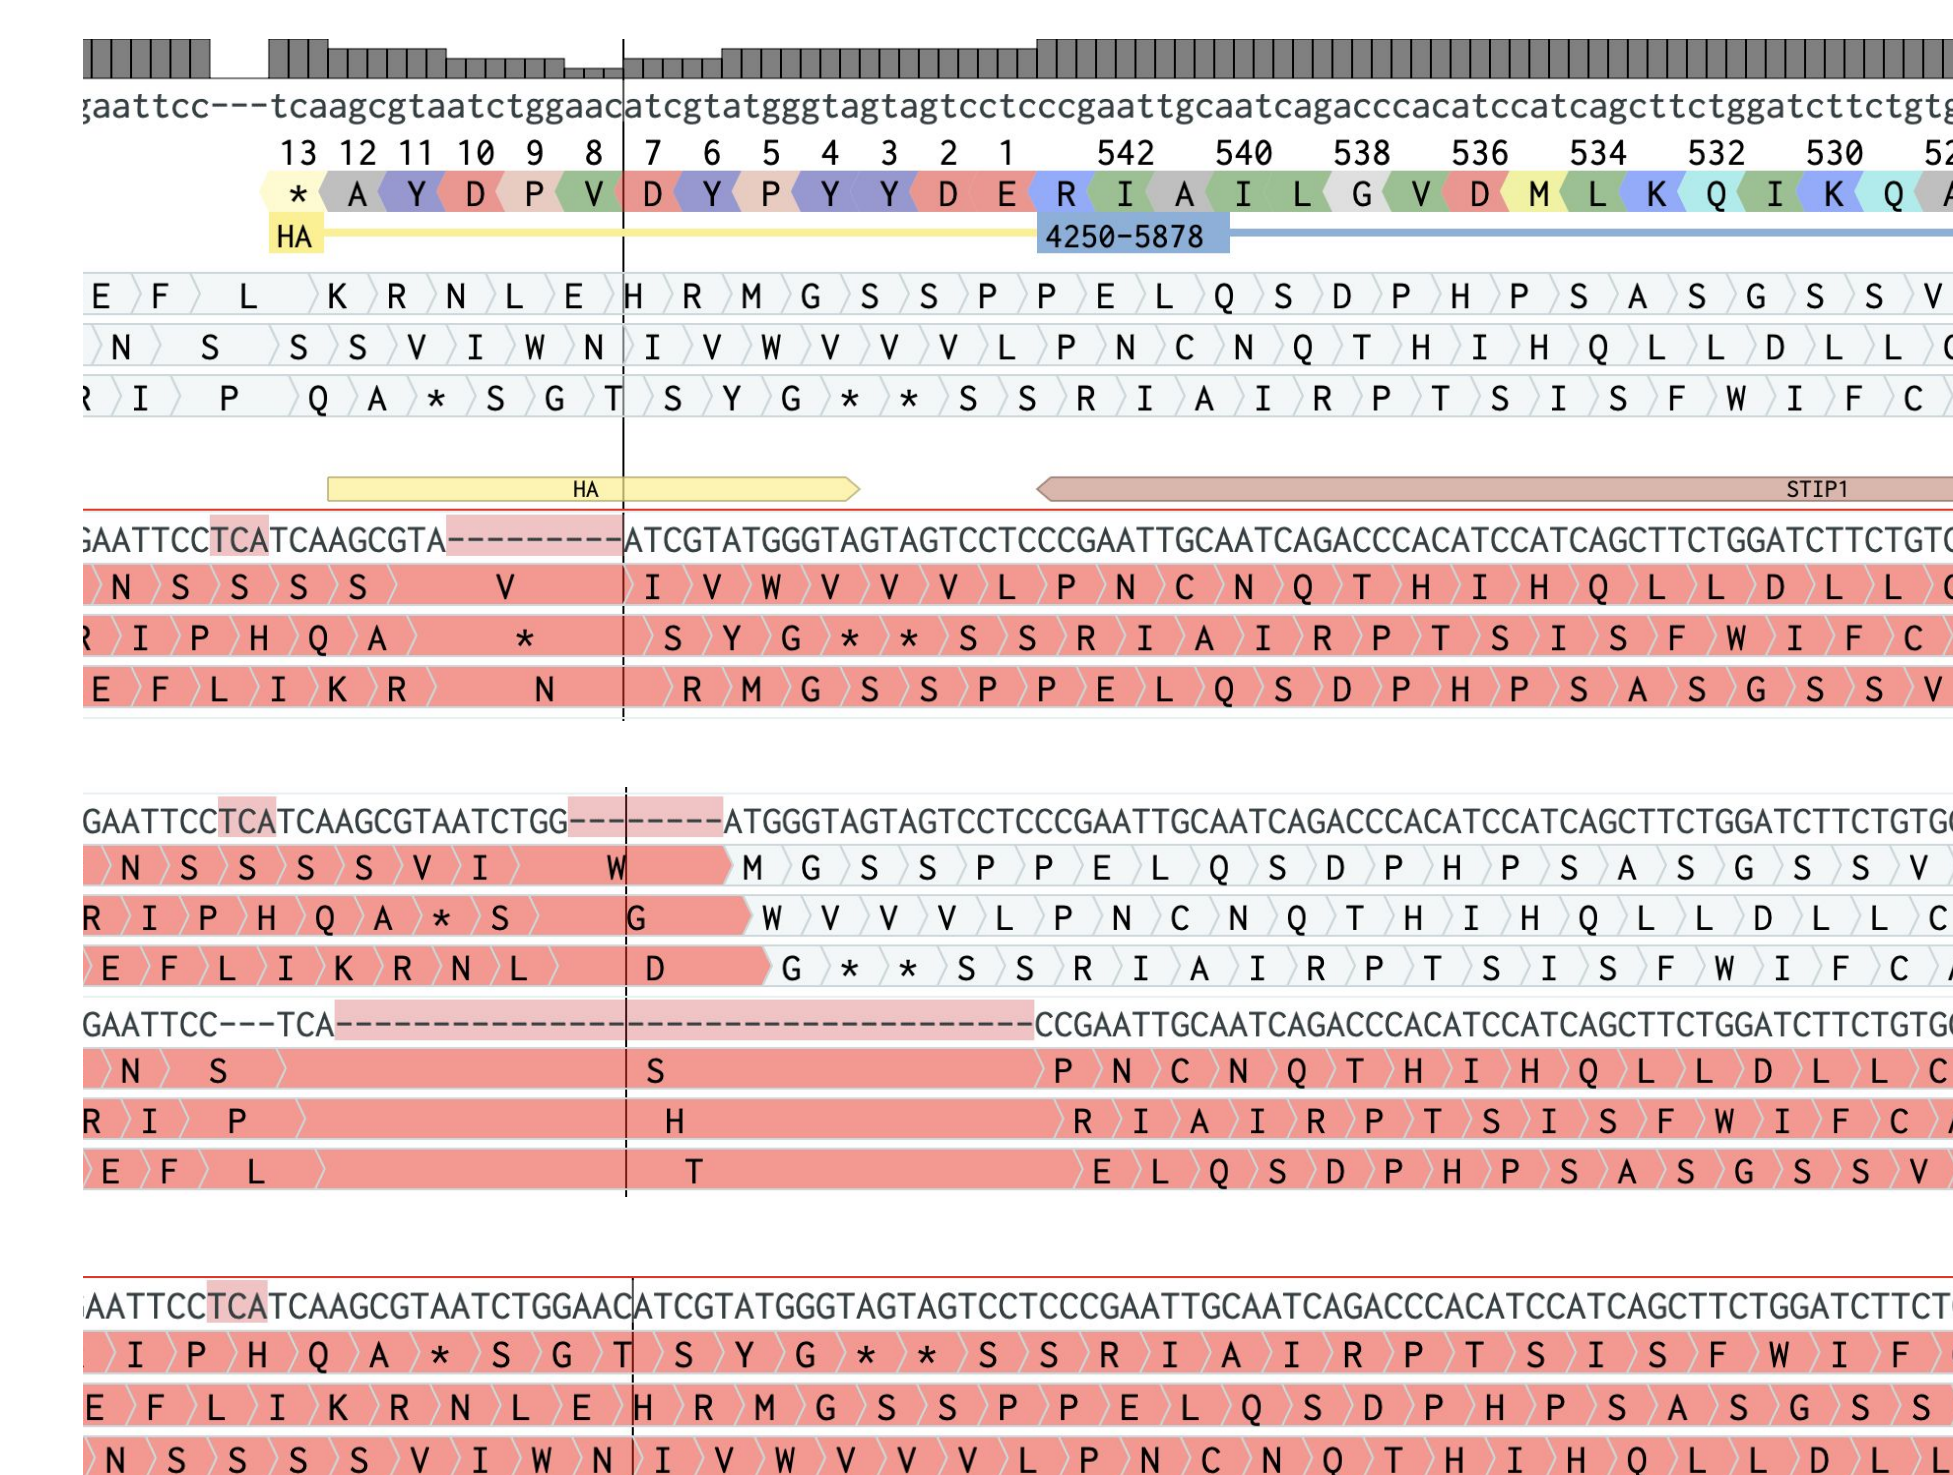 gaattcc---tcaagcgtaatctggaacatcgtatgggtagtagtcctcccgaattgcaatcagacccacatccatcagcttctggatcttctgtg
13 12 11 10 9 8 7 6 5 4 3 2 1 542 540 538 536 534 532 530
* A Y D P V D Y P Y Y D E R I A I L G V D M L K Q I K Q A
HA 4250-5878
E F L K R N L E H R M G S S P P E L Q S D P H P S A S G S S V
N S S S V I W N I V W V V V L P N C N Q T H I H Q L L D L L
R I P Q A * S G T S Y G * * S S R I A I R P T S I S F W I F C
HA STIP1
GAATTCCTCATCAAGCGTA---------ATCGTATGGGTAGTAGTCCTCCCGAATTGCAATCAGACCCACATCCATCAGCTTCTGGATCTTCTGT
N S S S S V I V W V V V L P N C N Q T H I H Q L L D L L
R I P H Q A * S Y G * * S S R I A I R P T S I S F W I F C
E F L I K R N R M G S S P P E L Q S D P H P S A S G S S V
GAATTCCTCATCAAGCGTAATCTGG--------ATGGGTAGTAGTCCTCCCGAATTGCAATCAGACCCACATCCATCAGCTTCTGGATCTTCTGTG
N S S S S V I W M G S S P P E L Q S D P H P S A S G S S V
R I P H Q A * S G W V V V L P N C N Q T H I H Q L L D L L C
E F L I K R N L D G * * S S R I A I R P T S I S F W I F C
GAATTCC---TCA------------------------------------CCGAATTGCAATCAGACCCACATCCATCAGCTTCTGGATCTTCTGTG
N S S P N C N Q T H I H Q L L D L L C
R I P H R I A I R P T S I S F W I F C
E F L T E L Q S D P H P S A S G S S V
AATTCCTCATCAAGCGTAATCTGGAACATCGTATGGGTAGTAGTCCTCCCGAATTGCAATCAGACCCACATCCATCAGCTTCTGGATCTTCT
I P H Q A * S G T S Y G * * S S R I A I R P T S I S F W I F
E F L I K R N L E H R M G S S P P E L Q S D P H P S A S G S S
N S S S S V I W N I V W V V V L P N C N Q T H I H Q L L D L L